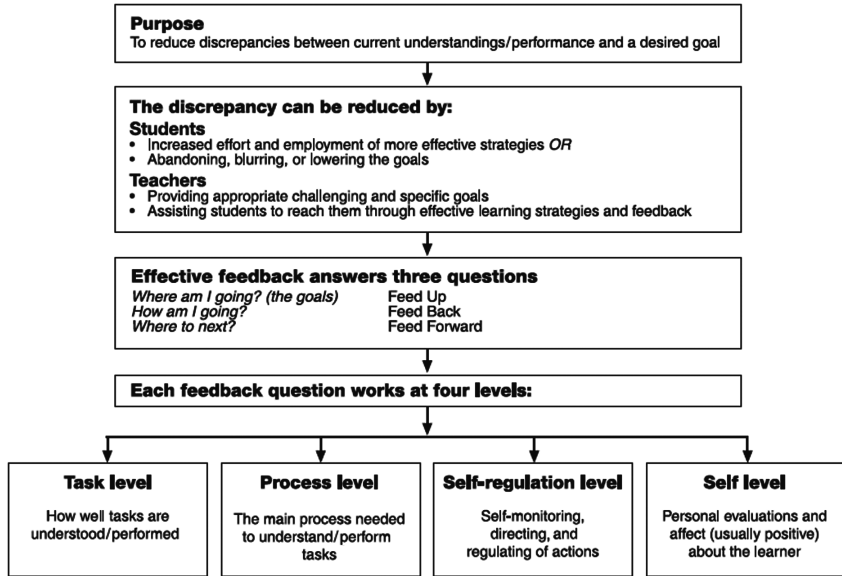 Purpose
To reduce discrepancies between current understandings/performance and a desired goal
The discrepancy can be reduced by:
Students
• Increased effort and employment of more effective strategies OR
• Abandoning, blurring, or lowering the goals
Teachers
• Providing appropriate challenging and specific goals
• Assisting students to reach them through effective learning strategies and feedback
Effective feedback answers three questions
Where am I going? (the goals) Feed Up
How am I going? Feed Back
Where to next? Feed Forward
Each feedback question works at four levels:
Task level
How well tasks are
understood/performed
Process level
The main process needed
to understand/perform
tasks
Self-regulation level
Self-monitoring,
directing, and
regulating of actions
Self level
Personal evaluations and
affect (usually positive)
about the learner